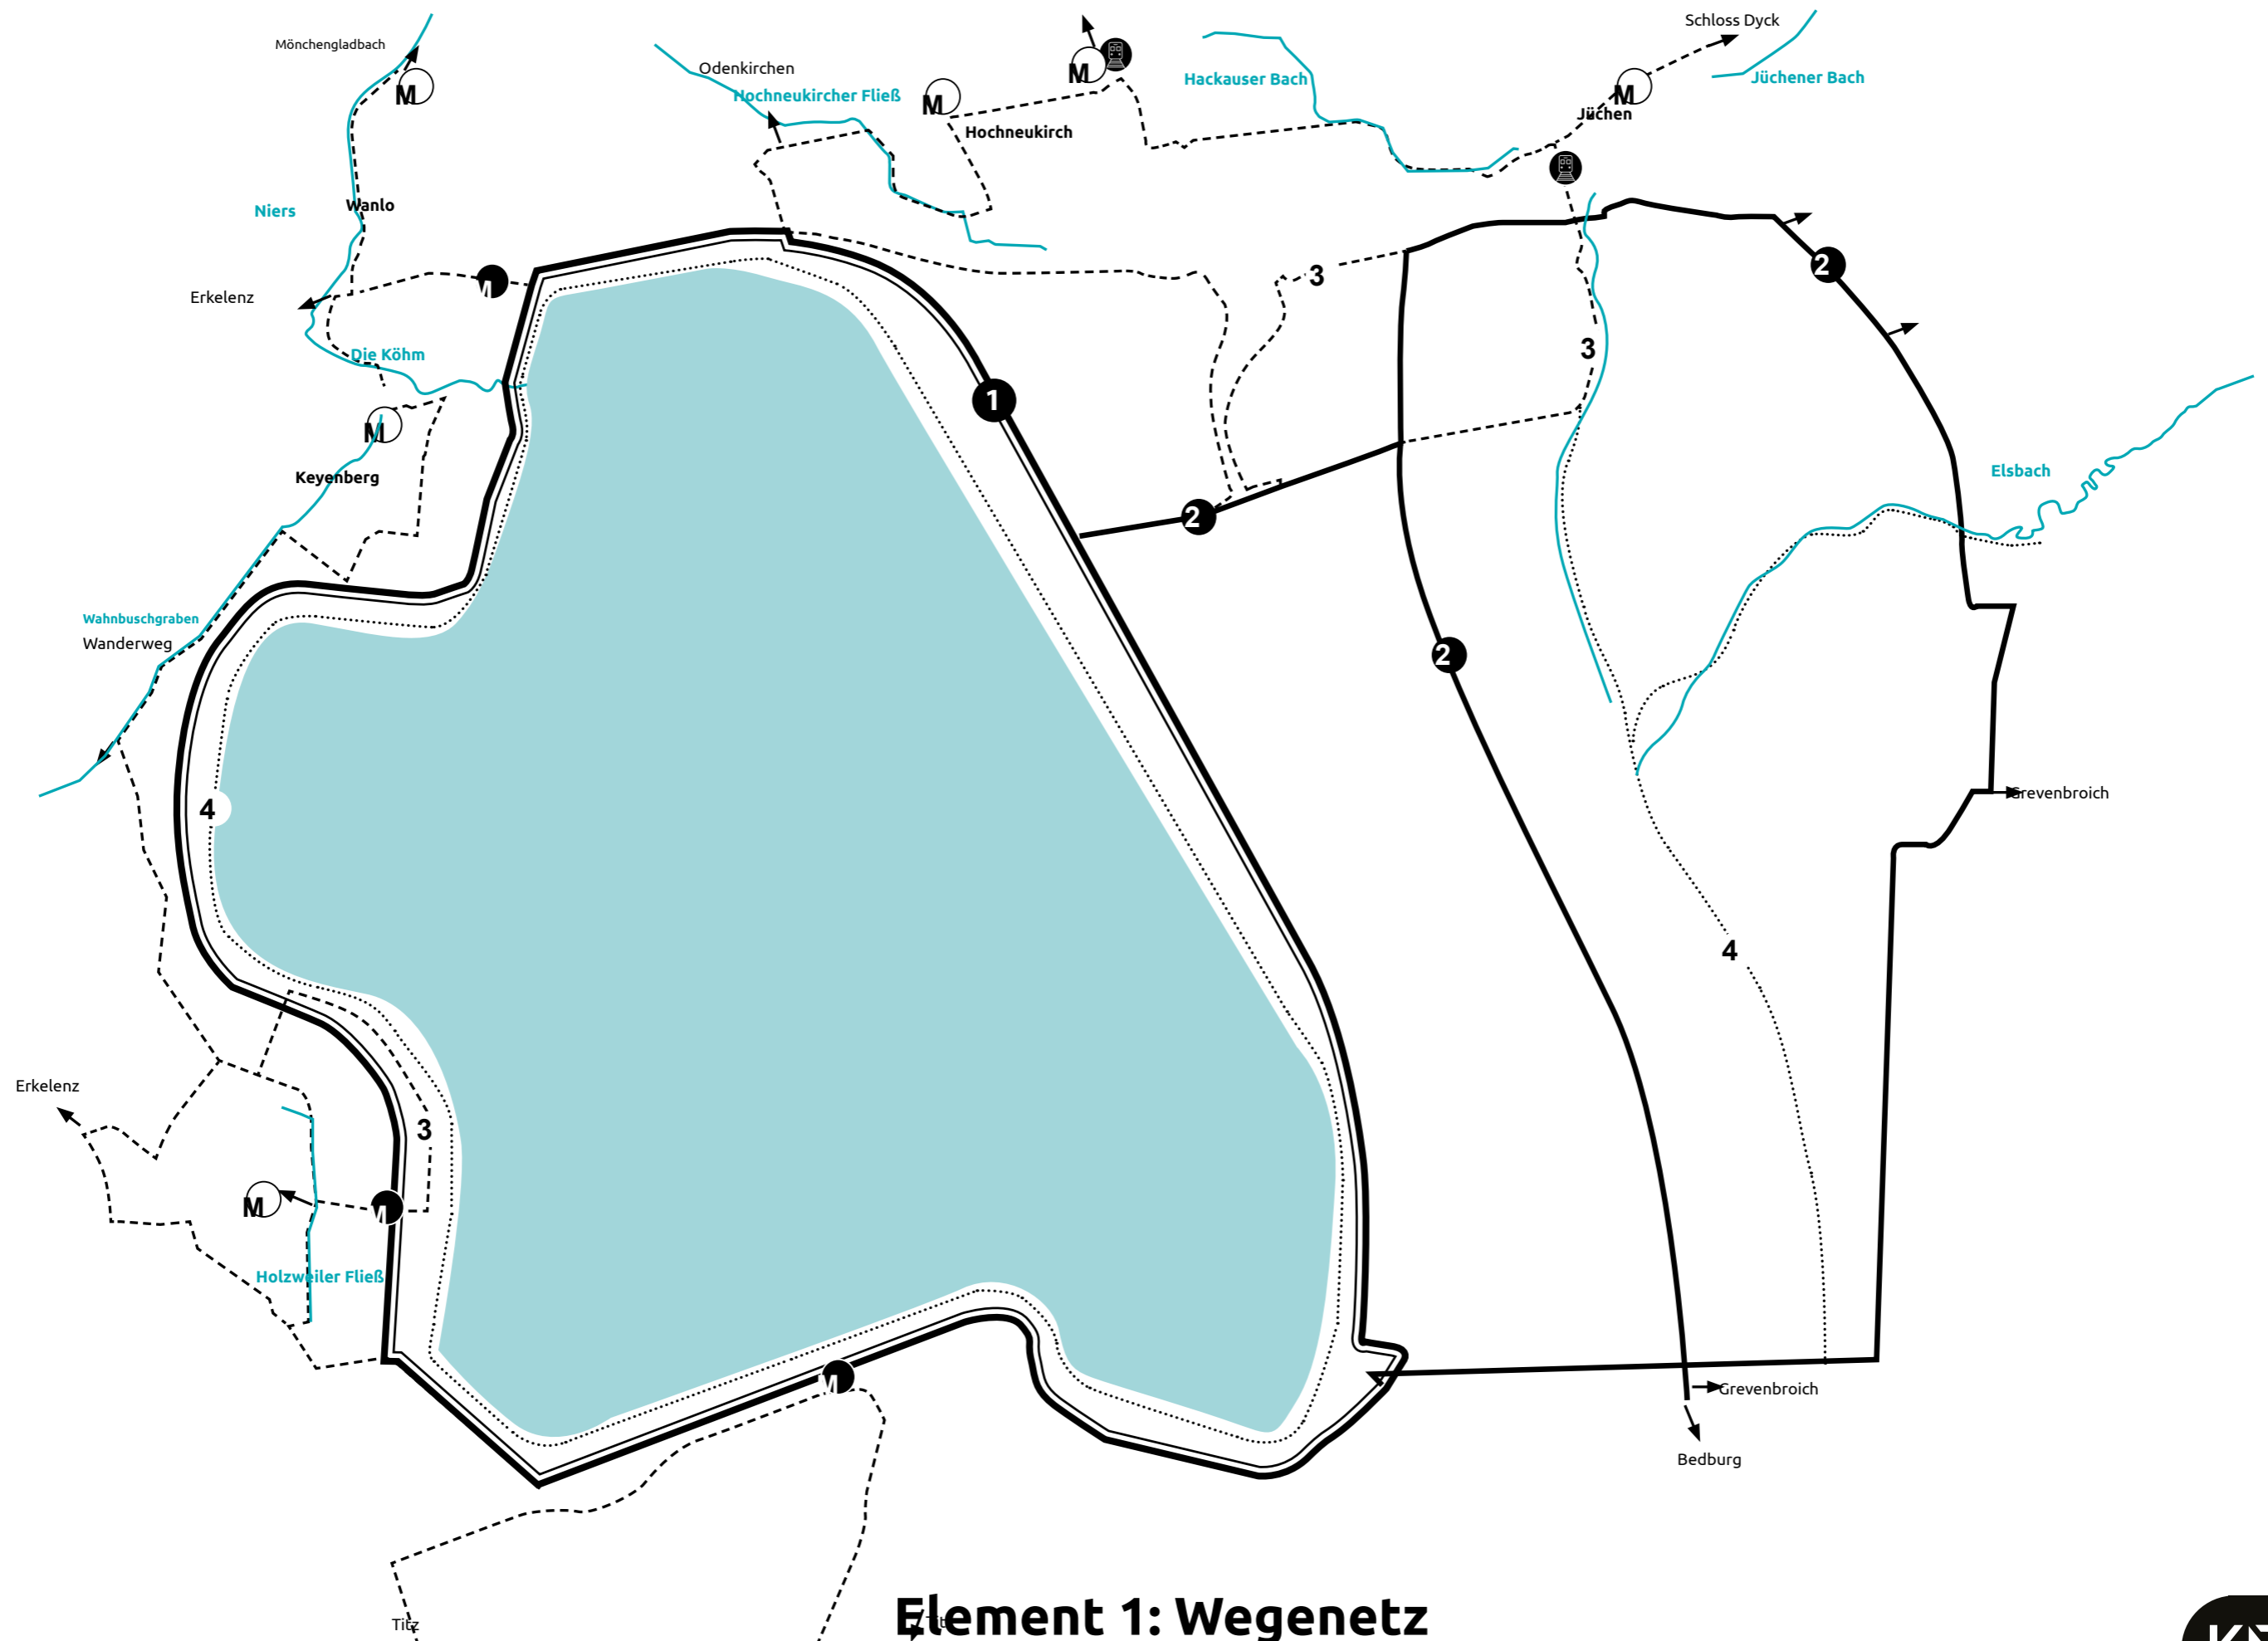 Schloss Dyck
Mönchengladbach
M
Odenkirchen
M
Hackauser Bach
Jüchener Bach
M
Hochneukircher Fließ
M
M
Jüchen
Hochneukirch
Niers
Wanlo
3
2
Erkelenz
M
3
Die Köhm
1
M
Keyenberg
Elsbach
2
Wahnbuschgraben
Wanderweg
2
Grevenbroich
4
4
Erkelenz
3
M
M
Holzweiler Fließ
M
Grevenbroich
Bedburg
Titz
Element 1: Wegenetz